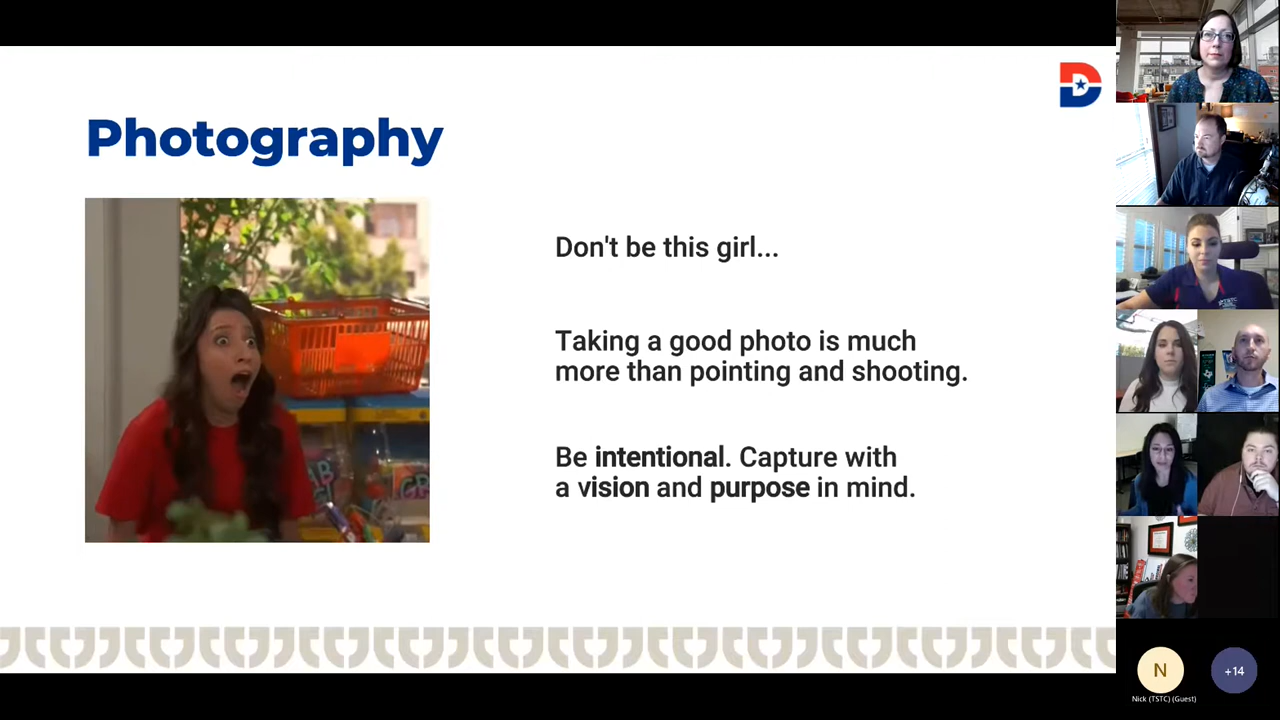 Photography
Don't be this girl...
Taking a good photo is much
more than pointing and shooting.
Be intentional. Capture with
a vision and purpose in mind.
D
TSTC
N
+14
Nick (TSTC) (Guest)